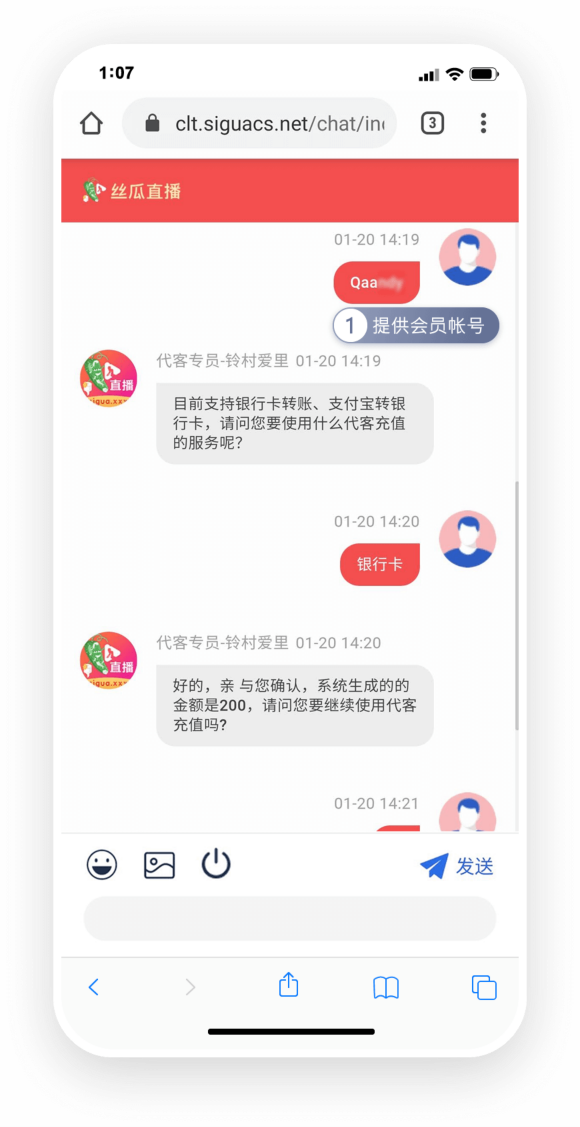 1:07
clt.siguacs.net/chat/in
3
丝瓜直播
01-20 14:19
Qaa
1 提供会员帐号
代客专员-铃村爱里 01-20 14:19
直播
目前支持银行卡转账、支付宝转银
行卡，请问您要使用什么代客充值
的服务呢？
01-20 14:20
银行卡
代客专员-铃村爱里 01-20 14:20
直播
好的，亲 与您确认，系统生成的的
金额是200，请问您要继续使用代客
充值吗?
01-20 14:21
发送